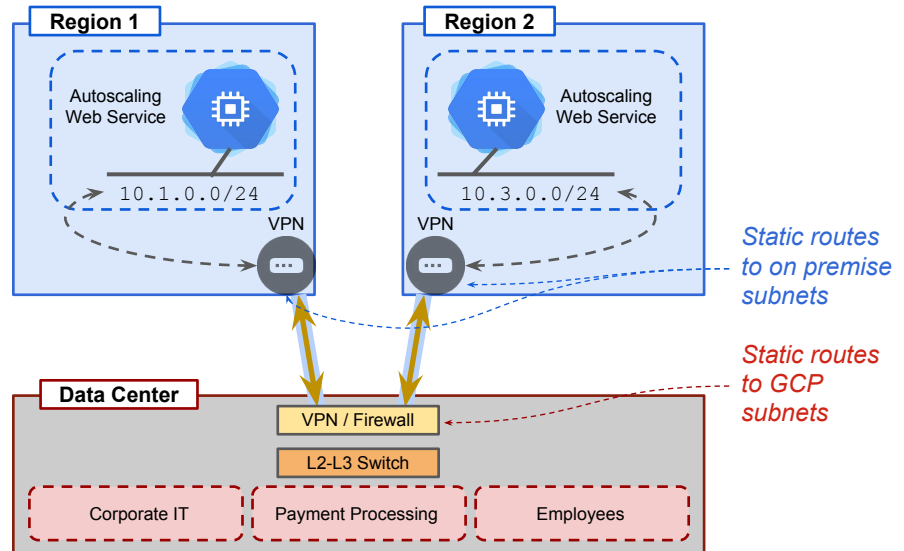 Region 1
Region 2
Autoscaling
Web Service
Autoscaling
Web Service
10.1.0.0/24
10.3.0.0/24
VPN
VPN
Static routes
to on premise
subnets
Static routes
to GCP
subnets
Data Center
VPN / Firewall
L2-L3 Switch
Corporate IT
Payment Processing
Employees